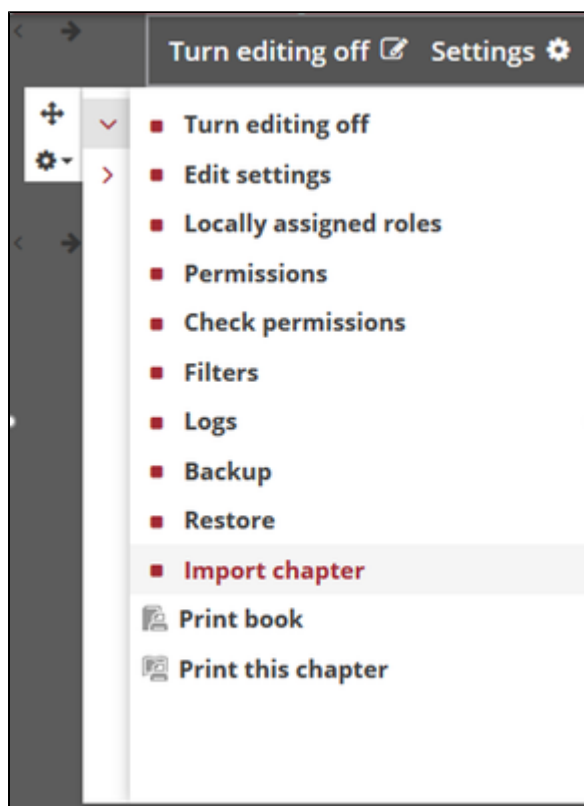 Turn editing off Settings
Turn editing off
Edit settings
Locally assigned roles
Permissions
Check permissions
Filters
Logs
Backup
Restore
Import chapter
Print book
Print this chapter